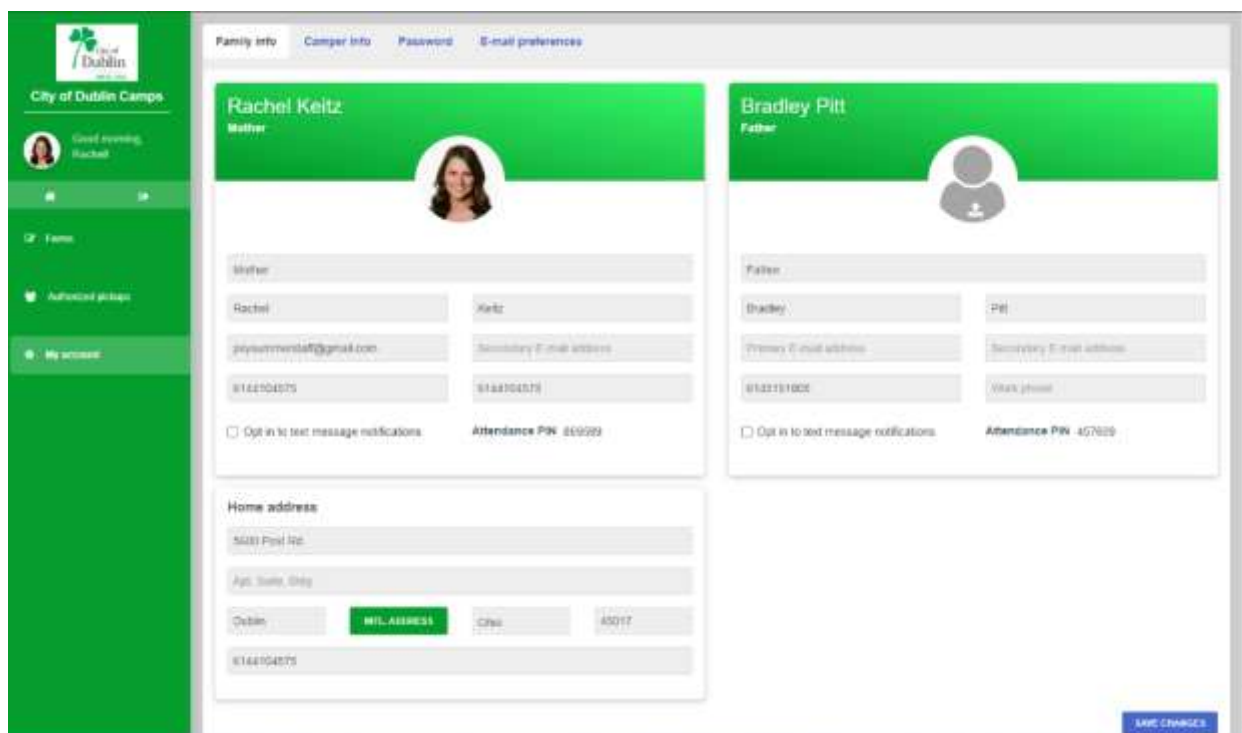 City of
Dublin
City of Dublin Camps
Good morning,
Rachel
Forms
Authorized pickups
My account
Family info Camper Info Password E-mail preferences
Rachel Keitz
Mother
Mother
Rachel Keitz
Secondary E-mail address
6144104575 6144104575
Opt in to text message notifications Attendance PIN
Bradley Pitt
Father
Father
Bradley Pitt
Primary E-mail address Secondary E-mail address
Work phone
Opt in to text message notifications Attendance PIN
Home address
Post Rd.
Apt, Suite, Bldg
Dublin INTL. ADDRESS Ohio
6144104575
SAVE CHANGES